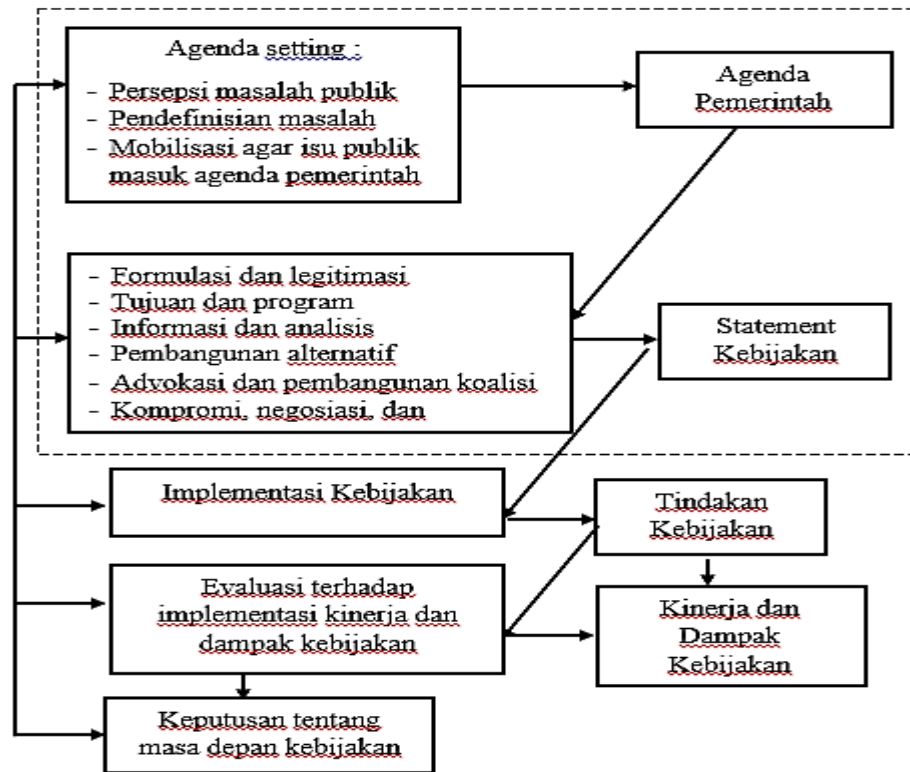 Agenda setting :
- Persepsi masalah publik
- Pendefinisian masalah
- Mobilisasi agar isu publik
masuk agenda pemerintah
Agenda
Pemerintah
- Formulasi dan legitimasi
- Tujuan dan program
- Informasi dan analisis
- Pembangunan alternatif
- Advokasi dan pembangunan koalisi
- Kompromi, negosiasi, dan
Statement
Kebijakan
Implementasi Kebijakan
Tindakan
Kebijakan
Evaluasi terhadap
implementasi kinerja dan
dampak kebijakan
Kinerja dan
Dampak
Kebijakan
Keputusan tentang
masa depan kebijakan